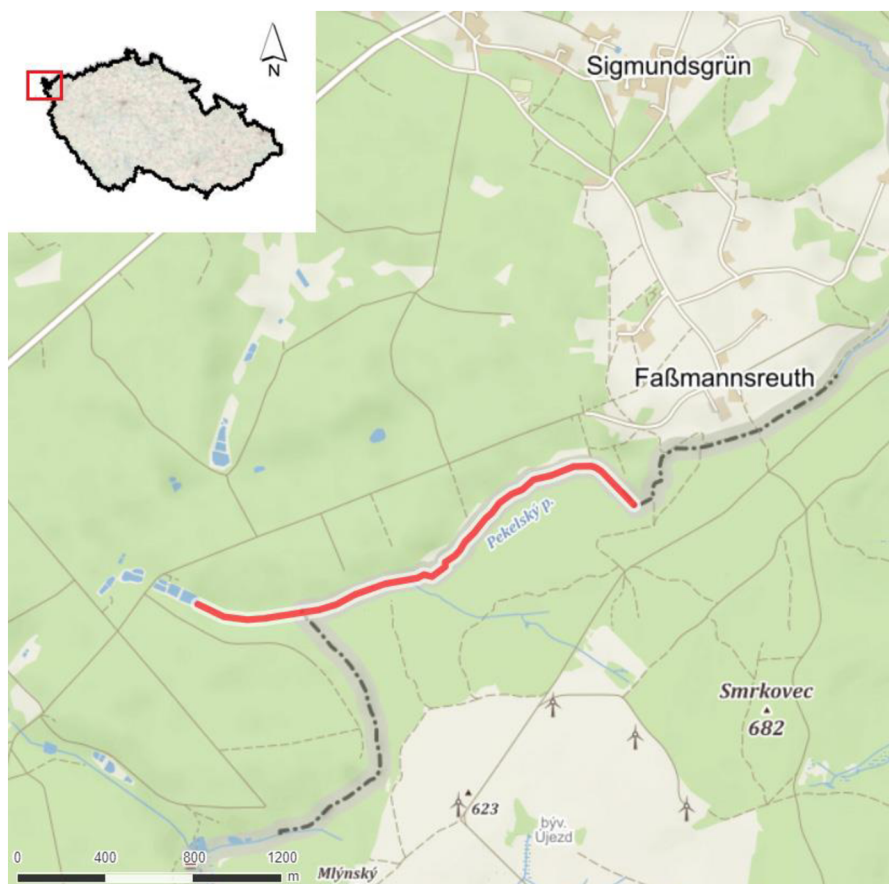 N
Sigmundsgrün
Faßmannsreuth
Pekelský p.
Smrkovec
682
623
býv.
Újezd
Mlýnský
0 400 800 1200
m